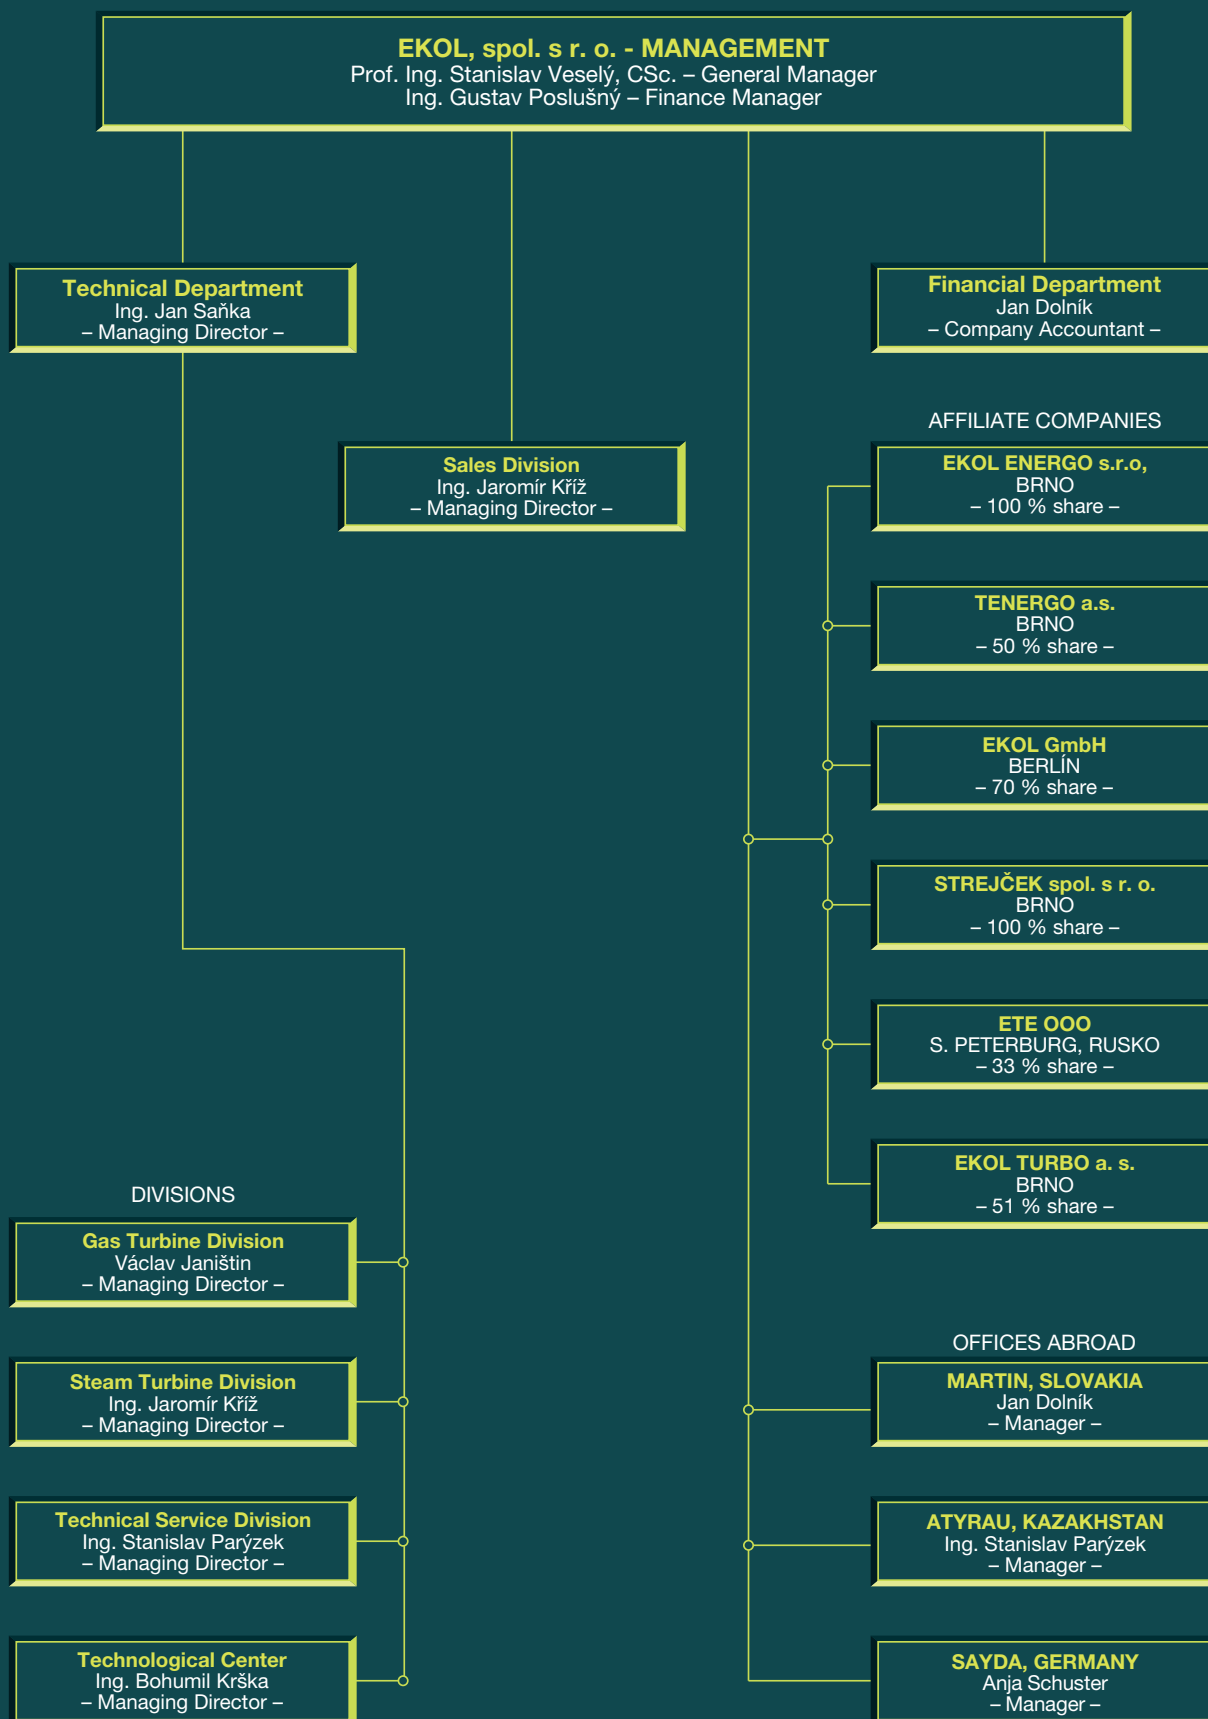 EKOL, spol. s r. o. - MANAGEMENT
Prof. Ing. Stanislav Veselý, CSc. – General Manager
Ing. Gustav Poslušný – Finance Manager
Technical Department
Ing. Jan Saňka
– Managing Director –
Financial Department
Jan Dolník
– Company Accountant –
Sales Division
Ing. Jaromír Kříž
– Managing Director –
AFFILIATE COMPANIES
EKOL ENERGO s.r.o,
BRNO
– 100 % share –
TENERGO a.s.
BRNO
– 50 % share –
EKOL GmbH
BERLÍN
– 70 % share –
STREJČEK spol. s r. o.
BRNO
– 100 % share –
ETE OOO
S. PETERBURG, RUSKO
– 33 % share –
EKOL TURBO a. s.
BRNO
– 51 % share –
DIVISIONS
Gas Turbine Division
Václav Janištin
– Managing Director –
Steam Turbine Division
Ing. Jaromír Kříž
– Managing Director –
Technical Service Division
Ing. Stanislav Parýzek
– Managing Director –
Technological Center
Ing. Bohumil Krška
– Managing Director –
OFFICES ABROAD
MARTIN, SLOVAKIA
Jan Dolník
– Manager –
ATYRAU, KAZAKHSTAN
Ing. Stanislav Parýzek
– Manager –
SAYDA, GERMANY
Anja Schuster
– Manager –